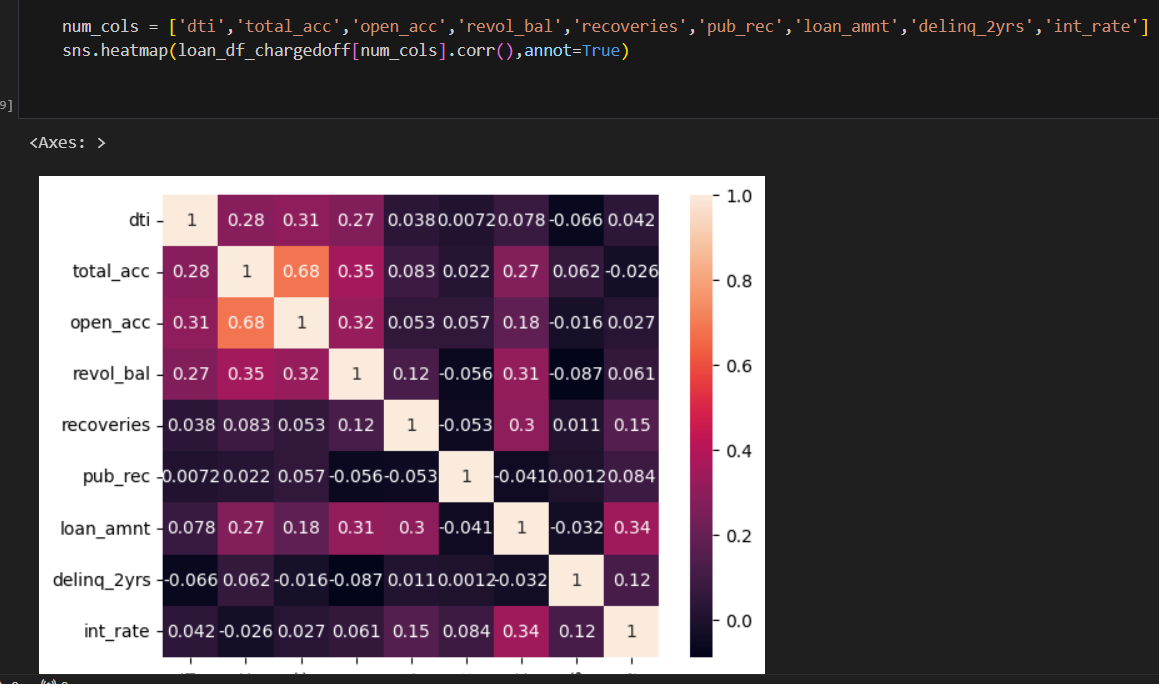 num_cols = ['dti','total_acc','open_acc','revol_bal','recoveries','pub_rec','loan_amnt','delinq_2yrs','int_rate']
sns.heatmap(loan_df_chargedoff[num_cols].corr(),annot=True)
9]
<Axes: >
dti 1 0.28 0.31 0.27 0.038 0.0072 0.078 -0.066 0.042
total_acc 0.28 1 0.68 0.35 0.083 0.022 0.27 0.062 -0.026
open_acc 0.31 0.68 1 0.32 0.053 0.057 0.18 -0.016 0.027
revol_bal 0.27 0.35 0.32 1 0.12 -0.056 0.31 -0.087 0.061
recoveries 0.038 0.083 0.053 0.12 1 -0.053 0.3 0.011 0.15
pub_rec 0.0072 0.022 0.057 -0.056 -0.053 1 -0.041 0.0012 0.084
loan_amnt 0.078 0.27 0.18 0.31 0.3 -0.041 1 -0.032 0.34
delinq_2yrs -0.066 0.062 -0.016 -0.087 0.011 0.0012 -0.032 1 0.12
int_rate 0.042 -0.026 0.027 0.061 0.15 0.084 0.34 0.12 1
1.0
0.8
0.6
0.4
0.2
0.0